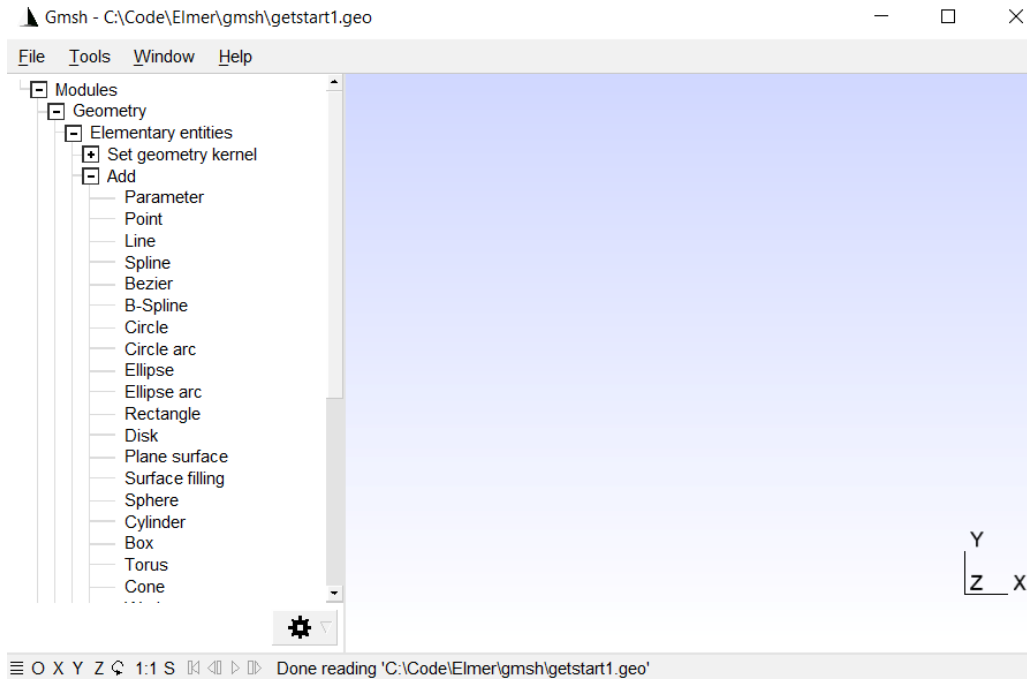 Gmsh - C:\Code\Elmer\gmsh\getstart1.geo
File Tools Window Help
Modules
Geometry
Elementary entities
Set geometry kernel
Add
Parameter
Point
Line
Spline
Bezier
B-Spline
Circle
Circle arc
Ellipse
Ellipse arc
Rectangle
Disk
Plane surface
Surface filling
Sphere
Cylinder
Box
Torus
Cone
Y
Z X
O X Y Z 1:1 S Done reading 'C:\Code\Elmer\gmsh\getstart1.geo'